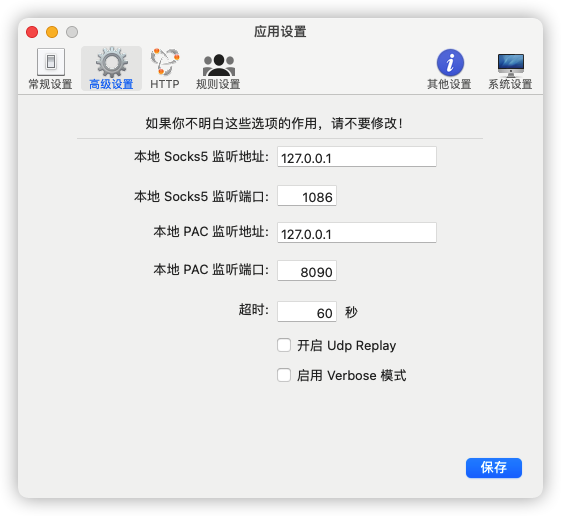 应用设置
常规设置 高级设置 HTTP 规则设置 其他设置 系统设置
如果你不明白这些选项的作用，请不要修改！
本地 Socks5 监听地址: 127.0.0.1
本地 Socks5 监听端口: 1086
本地 PAC 监听地址: 127.0.0.1
本地 PAC 监听端口: 8090
超时: 60 秒
开启 Udp Replay
启用 Verbose 模式
保存